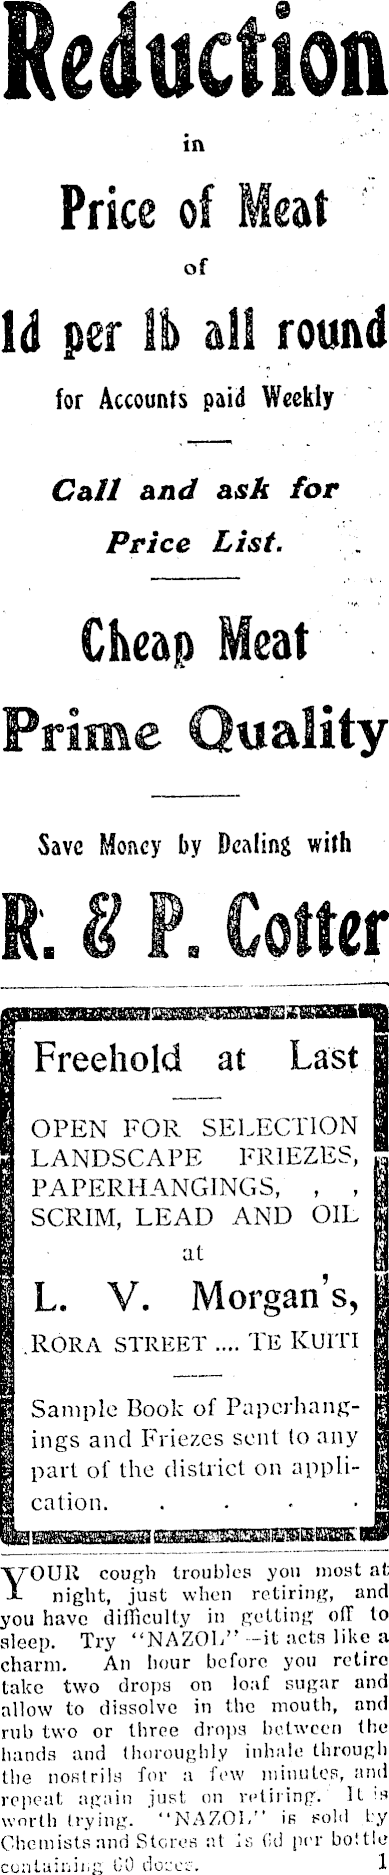 Reduction
in
Price of Meat
of
1d per lb all round
for Accounts paid Weekly
Call and ask for
Price List.
Cheap Meat
Prime Quality
Save Money by Dealing with
R. & P. Cotter
Freehold at Last
OPEN FOR SELECTION
LANDSCAPE FRIEZES,
PAPERHANGINGS, , ,
SCRIM, LEAD AND OIL
at
L. V. Morgan's,
RORA STREET .... TE KUITI
Sample Book of Paperhang-
ings and Friezes sent to any
part of the district on appli-
cation. . . . .
YOUR cough troubles you most at
night, just when retiring, and
you have difficulty in getting off to
sleep. Try "NAZOL"—it acts like a
charm. An hour before you retire
take two drops on loaf sugar and
allow to dissolve in the mouth, and
rub two or three drops between the
hands and thoroughly inhale through
the nostrils for a few minutes, and
repeat again just on retiring. It is
worth trying. "NAZOL" is sold by
Chemists and Stores at 1s 6d per bottle
containing 60 doses. 1